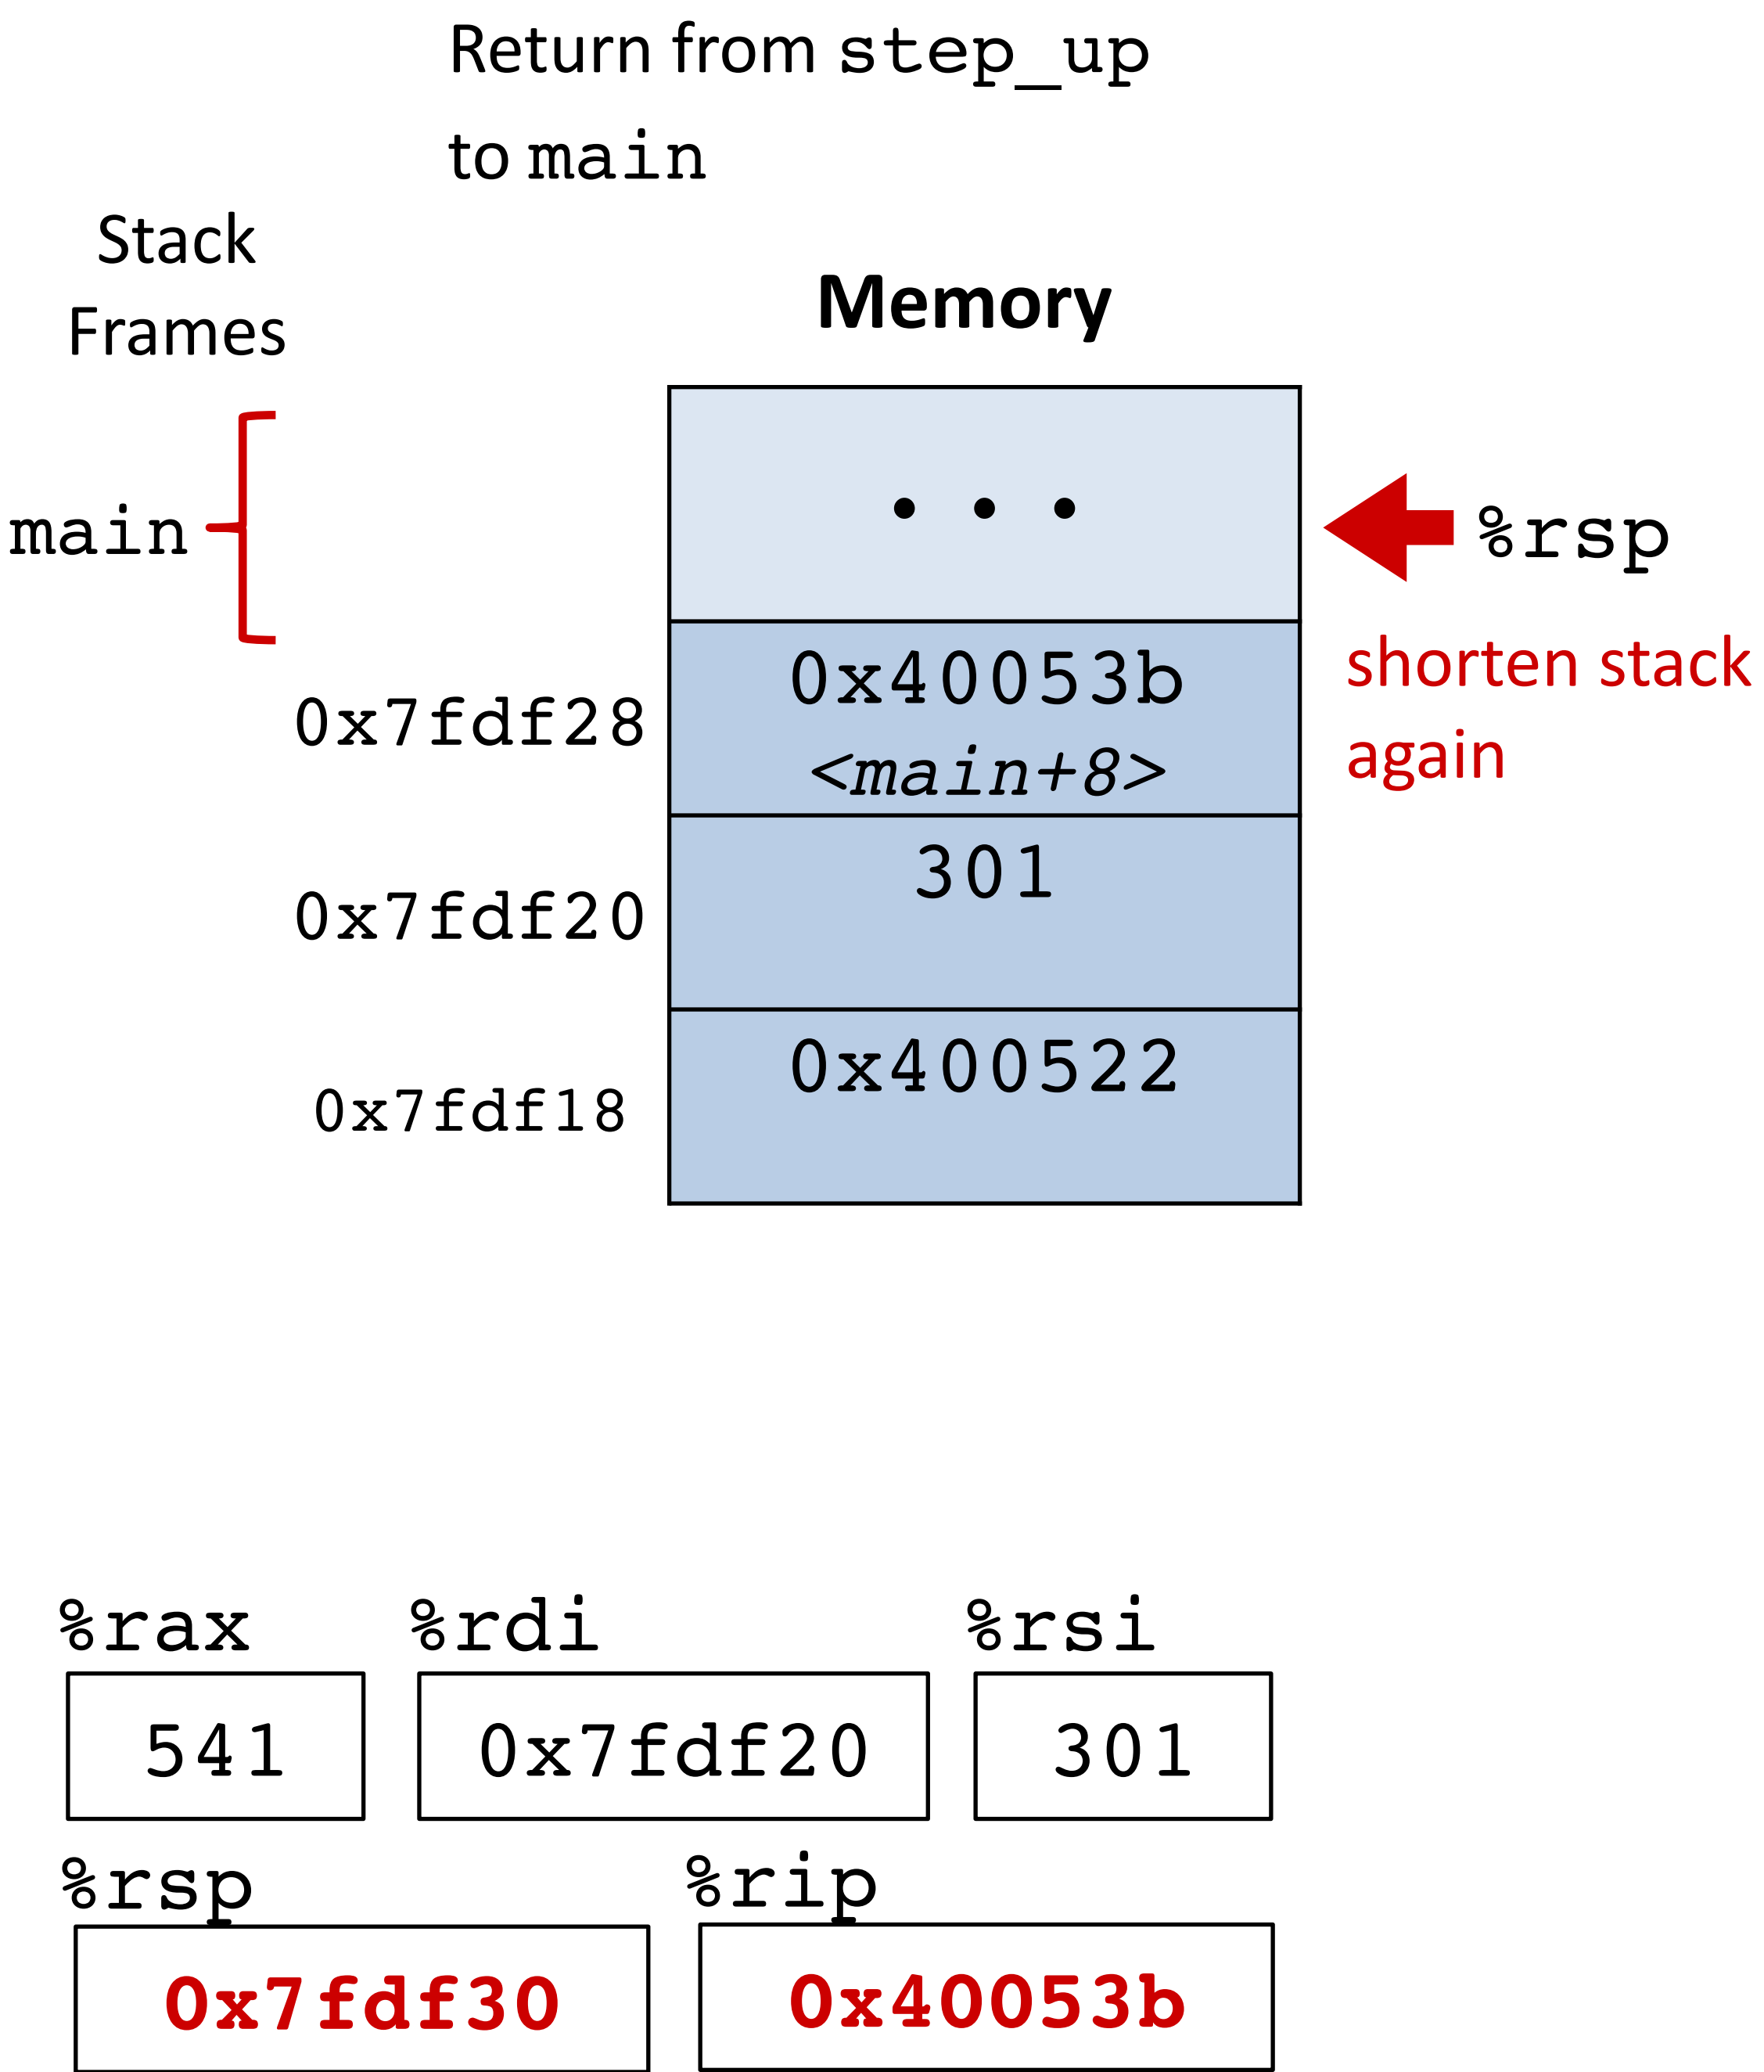 Return from step_up
to main
Stack
Frames
Memory
main
• • •
%rsp
shorten stack
again
0x7fdf28
0x40053b
<main+8>
0x7fdf20
301
0x7fdf18
0x400522
%rax
%rdi
%rsi
541
0x7fdf20
301
%rsp
%rip
0x7fdf30
0x40053b